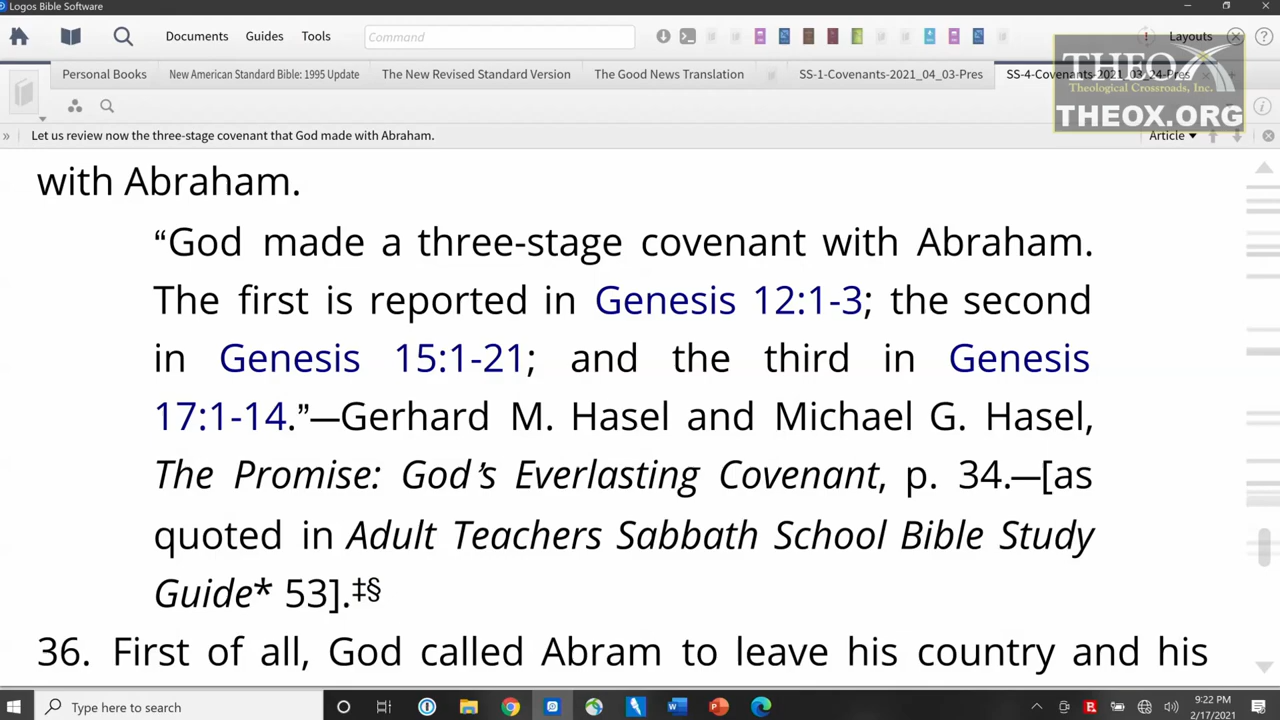 Logos Bible Software
Documents Guides Tools Command Layouts
Personal Books New American Standard Bible: 1995 Update The New Revised Standard Version The Good News Translation SS-1-Covenants-2021_04_03-Pres SS-4-Covenants-2021_03_24-Pres
THEOX
Theological Crossroads, Inc.
THEOX.ORG
» Let us review now the three-stage covenant that God made with Abraham. Article
with Abraham.
“God made a three-stage covenant with Abraham.
The first is reported in Genesis 12:1-3; the second
in Genesis 15:1-21; and the third in Genesis
17:1-14.”—Gerhard M. Hasel and Michael G. Hasel,
The Promise: God’s Everlasting Covenant, p. 34.—[as
quoted in Adult Teachers Sabbath School Bible Study
Guide* 53].‡§
36. First of all, God called Abram to leave his country and his
Type here to search
9:22 PM
2/17/2021